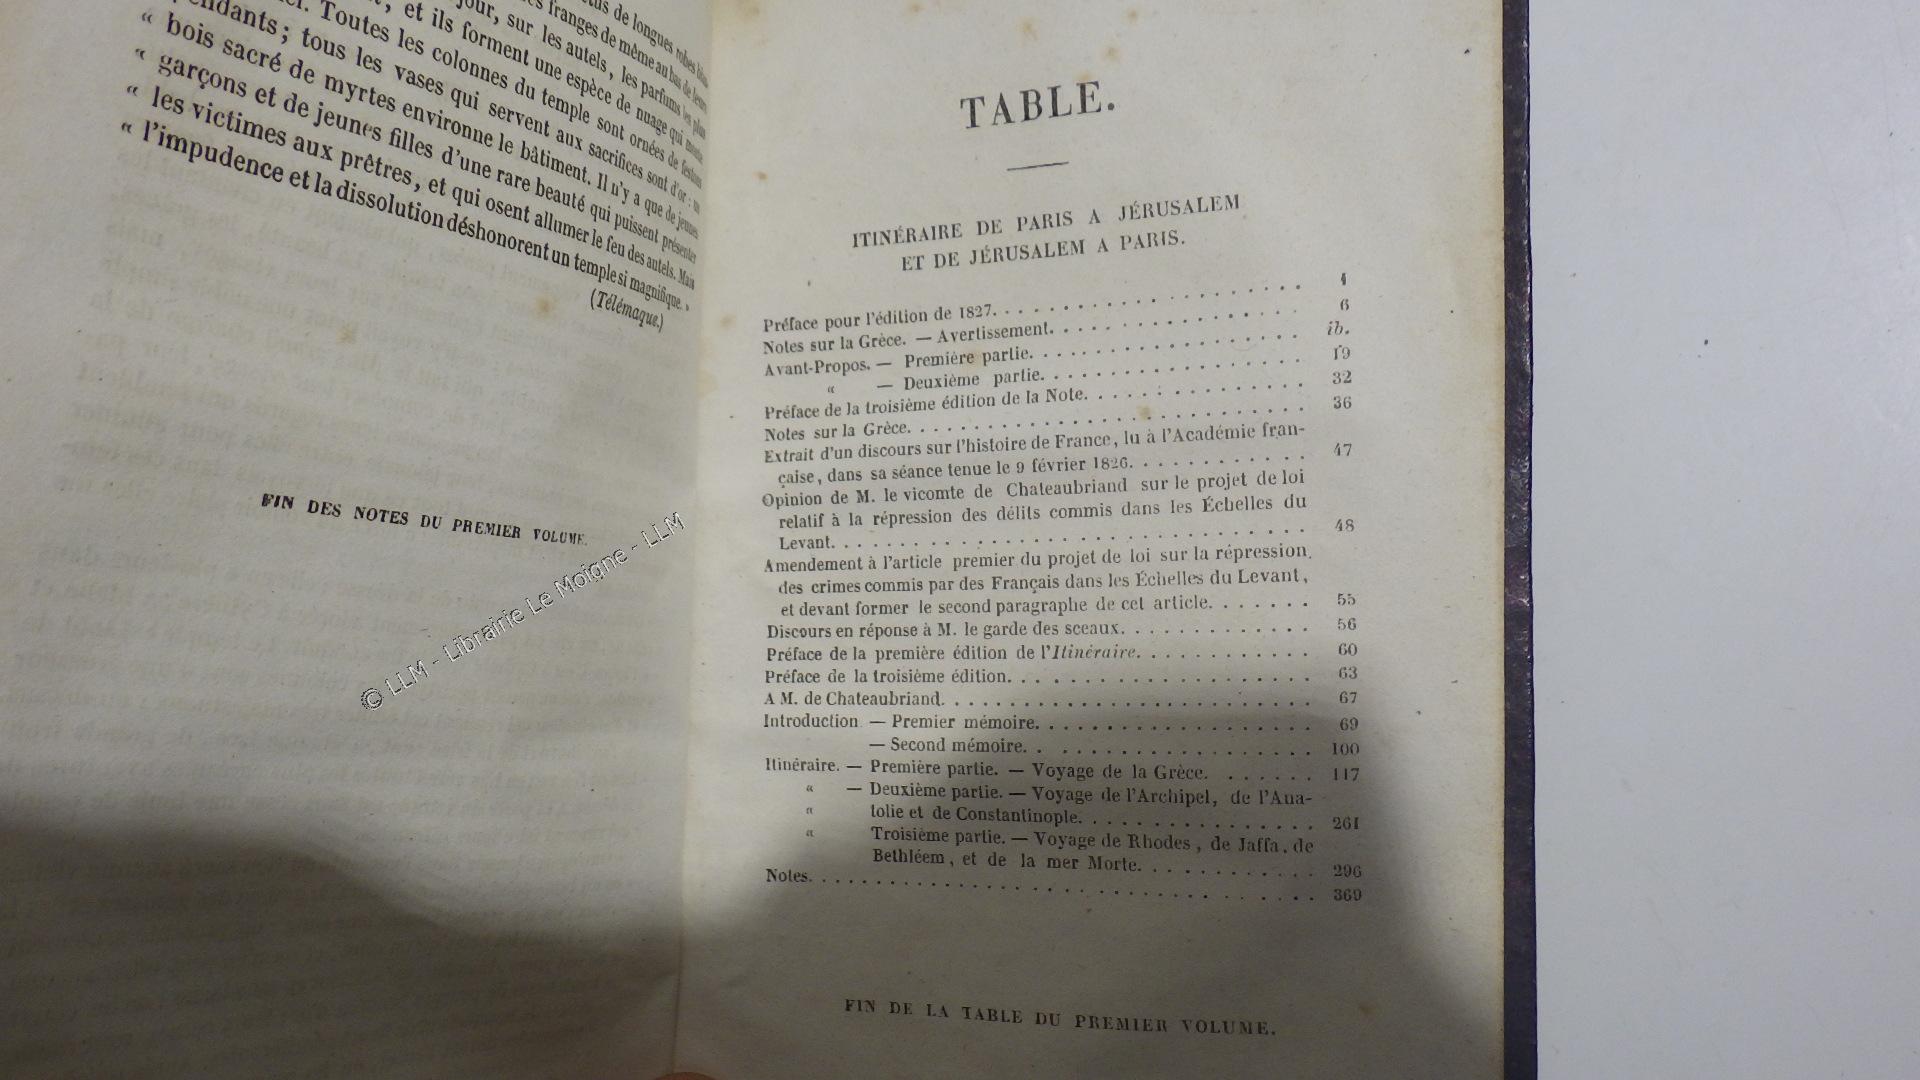 longues robes
franges de même au bas de leurs
jour, sur les autels, les parfums les plus
et ils forment une espèce de nuage qui monte
Toutes les colonnes du temple sont ornées de festons
pendants; tous les vases qui servent aux sacrifices sont d'or: un
« bois sacré de myrtes environne le bâtiment. Il n'y a que de jeunes
« garçons et de jeunes filles d'une rare beauté qui puissent présenter
« les victimes aux prêtres, et qui osent allumer le feu des autels. Mais
« l'impudence et la dissolution déshonorent un temple si magnifique. »
(Télémaque.)
FIN DES NOTES DU PREMIER VOLUME.
© LLM - Librairie Le Moigne - LLM
TABLE.
ITINÉRAIRE DE PARIS A JÉRUSALEM
ET DE JÉRUSALEM A PARIS.
Préface pour l'édition de 1827. . . . . . . . . . . . . . . . . . . . 1
Notes sur la Grèce. — Avertissement. . . . . . . . . . . . . . . . . 6
Avant-Propos. — Première partie. . . . . . . . . . . . . . . . . . ib.
« — Deuxième partie. . . . . . . . . . . . . . . . . . 19
Préface de la troisième édition de la Note. . . . . . . . . . . . . . 32
Notes sur la Grèce. . . . . . . . . . . . . . . . . . . . . . . . . 36
Extrait d'un discours sur l'histoire de France, lu à l'Académie fran-
çaise, dans sa séance tenue le 9 février 1826. . . . . . . . . . . . 47
Opinion de M. le vicomte de Chateaubriand sur le projet de loi
relatif à la répression des délits commis dans les Échelles du
Levant. . . . . . . . . . . . . . . . . . . . . . . . . . . . . . 48
Amendement à l'article premier du projet de loi sur la répression
des crimes commis par des Français dans les Échelles du Levant,
et devant former le second paragraphe de cet article. . . . . . . 55
Discours en réponse à M. le garde des sceaux. . . . . . . . . . . . 56
Préface de la première édition de l'Itinéraire. . . . . . . . . . . . 60
Préface de la troisième édition. . . . . . . . . . . . . . . . . . . 63
A M. de Chateaubriand. . . . . . . . . . . . . . . . . . . . . . . 67
Introduction — Premier mémoire. . . . . . . . . . . . . . . . . . 69
— Second mémoire. . . . . . . . . . . . . . . . . . . 100
Itinéraire. — Première partie. — Voyage de la Grèce. . . . . . . . 117
« — Deuxième partie. — Voyage de l'Archipel, de l'Ana-
« tolie et de Constantinople. . . . . . . . . . . . . . . . 261
« Troisième partie. — Voyage de Rhodes, de Jaffa, de
Bethléem, et de la mer Morte. . . . . . . . . . . . . 296
Notes. . . . . . . . . . . . . . . . . . . . . . . . . . . . . . . 369
FIN DE LA TABLE DU PREMIER VOLUME.